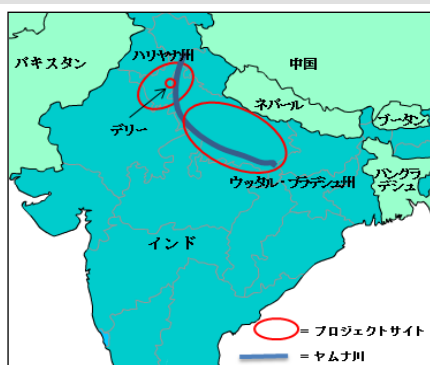 ハリヤナ州
パキスタン
中国
ネパール
ブータン
デリー
ウッタル・プラデシュ州
バングラ
デシュ
インド
= プロジェクトサイト
= ヤムナ川